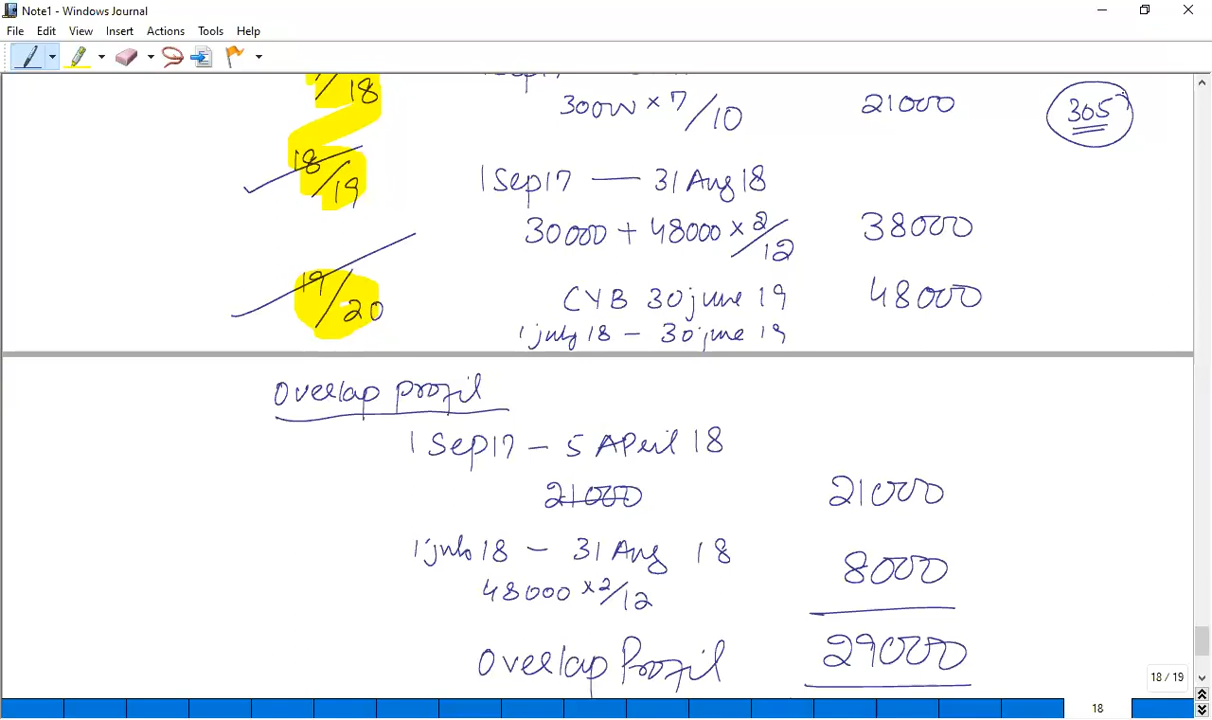 Note1 - Windows Journal
File Edit View Insert Actions Tools Help
/18
30000 × 7/10 21000 305
18/19 1 Sep 17 — 31 Aug 18
30000 + 48000 × 2/12 38000
19/20 CYB 30 june 19 48000
1 july 18 — 30 june 19
Overlap profil
1 Sep 17 — 5 April 18
21000 21000
1 july 18 — 31 Aug 18
48000 × 2/12 8000
Overlap Profil 29000
18 / 19
18